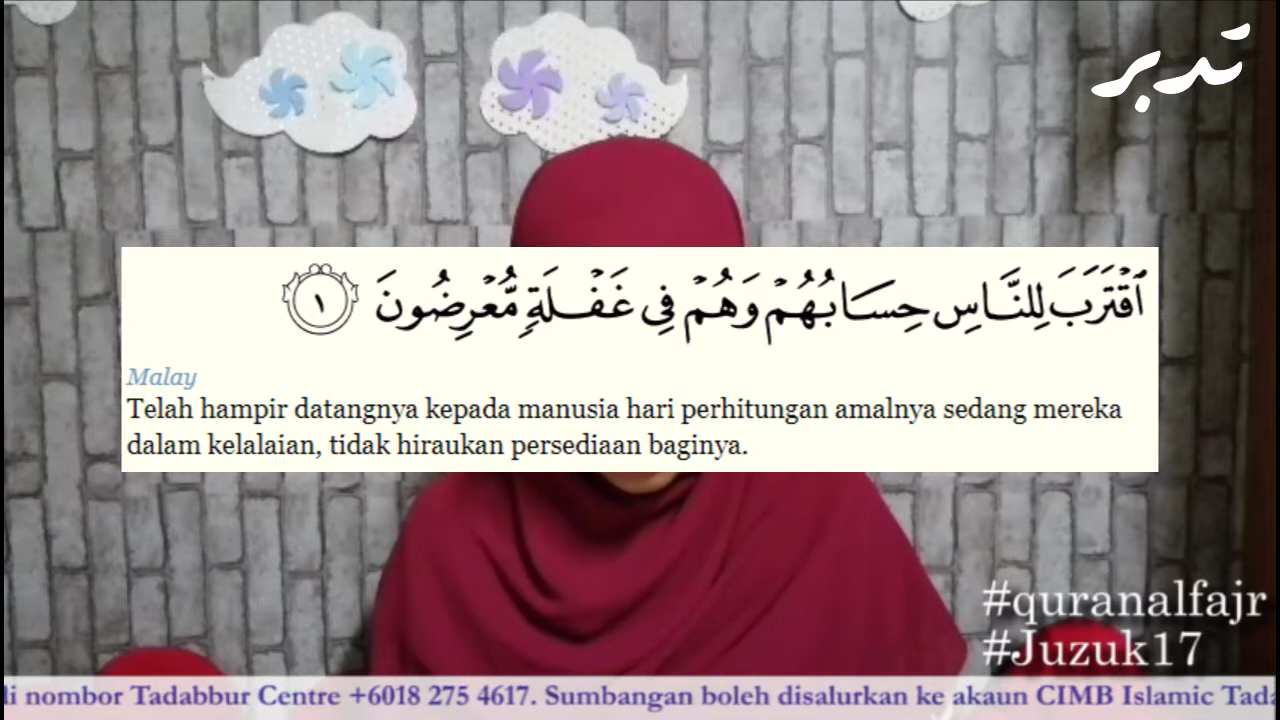 تدبر
ٱقْتَرَبَ لِلنَّاسِ حِسَابُهُمْ وَهُمْ فِى غَفْلَةٍ مُّعْرِضُونَ ١
Malay
Telah hampir datangnya kepada manusia hari perhitungan amalnya sedang mereka
dalam kelalaian, tidak hiraukan persediaan baginya.
#quranalfajr
#Juzuk17
di nombor Tadabbur Centre +6018 275 4617. Sumbangan boleh disalurkan ke akaun CIMB Islamic